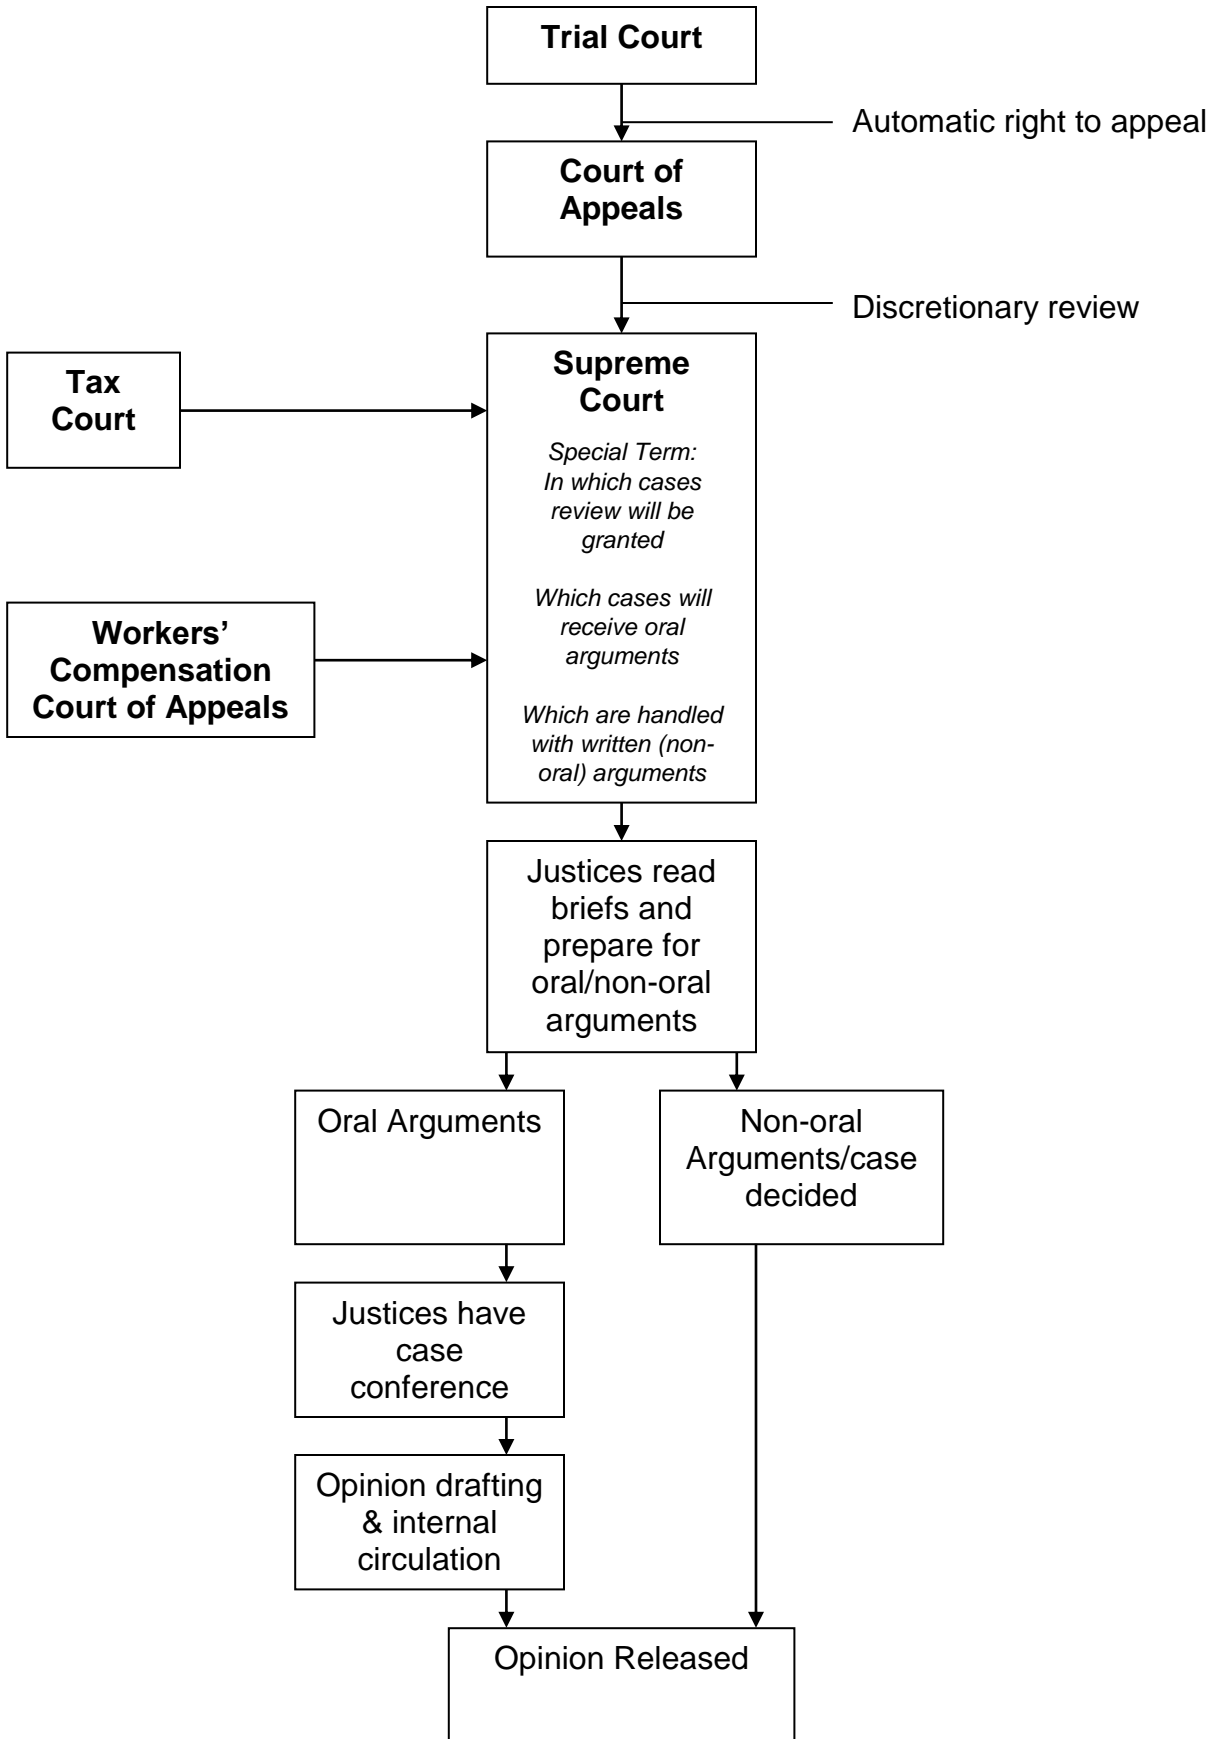 Trial Court
Automatic right to appeal
Court of
Appeals
Discretionary review
Supreme
Court
Special Term:
In which cases
review will be
granted
Which cases will
receive oral
arguments
Which are handled
with written (non-
oral) arguments
Tax
Court
Workers’
Compensation
Court of Appeals
Justices read
briefs and
prepare for
oral/non-oral
arguments
Oral Arguments
Non-oral
Arguments/case
decided
Justices have
case
conference
Opinion drafting
& internal
circulation
Opinion Released